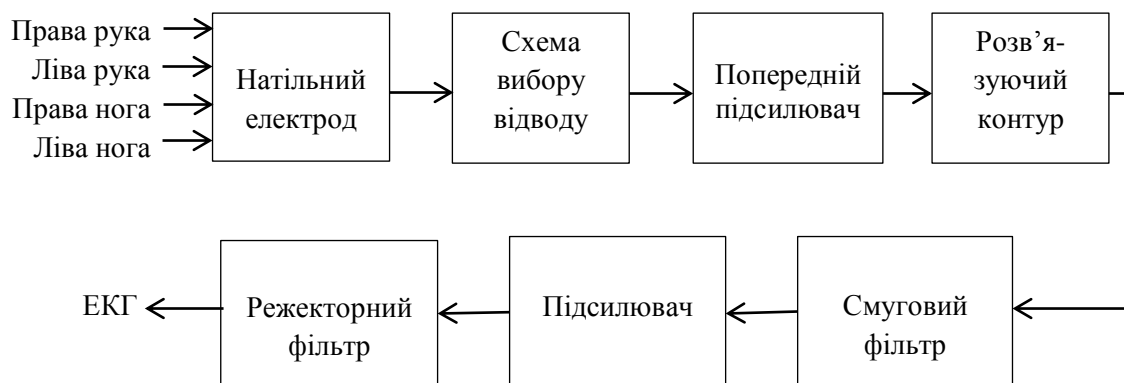 Права рука
Ліва рука
Права нога
Ліва нога
Натільний
електрод
Схема
вибору
відводу
Попередній
підсилювач
Розв’я-
зуючий
контур
ЕКГ
Режекторний
фільтр
Підсилювач
Смуговий
фільтр